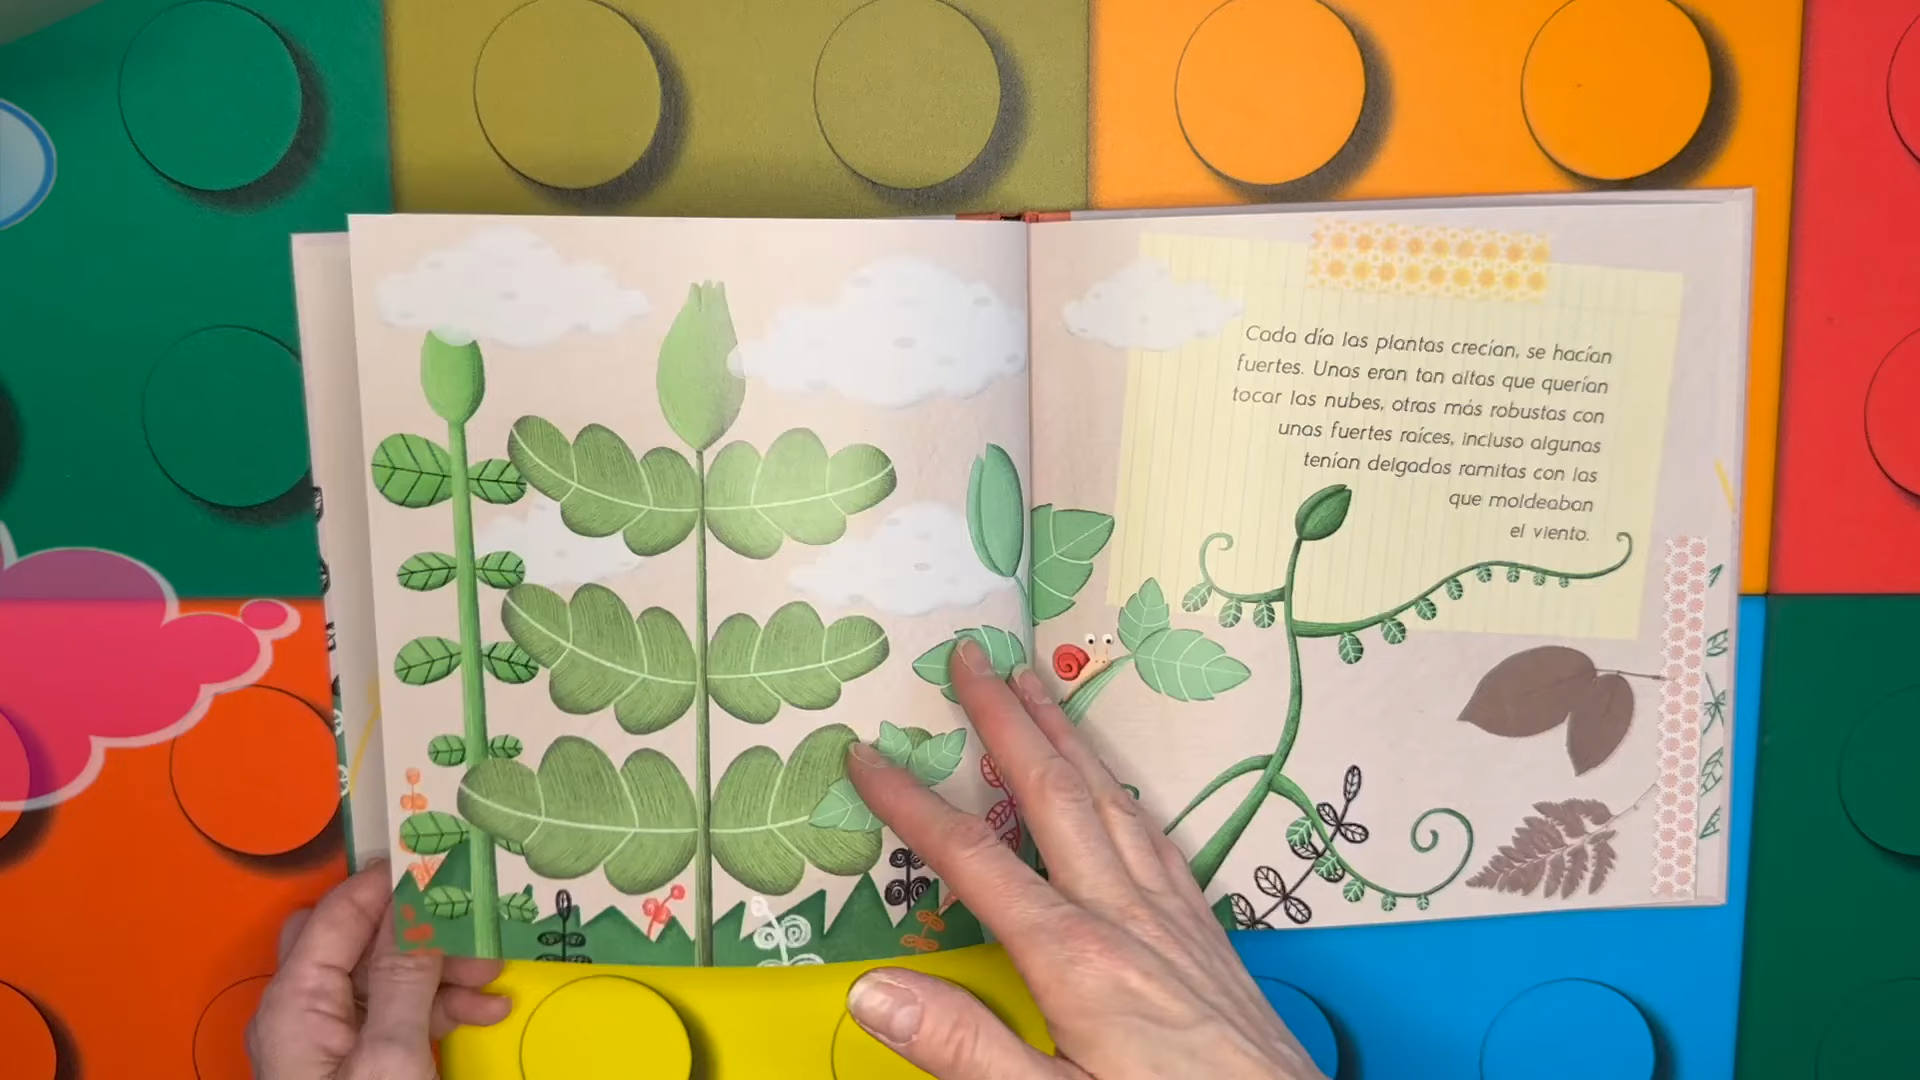 Cada día las plantas crecían, se hacían
fuertes. Unas eran tan altas que querían
tocar las nubes, otras más robustas con
unas fuertes raíces, incluso algunas
tenían delgadas ramitas con las
que moldeaban
el viento.